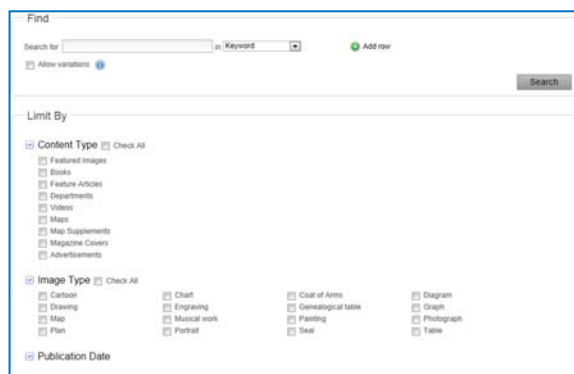 Find
Search for in Keyword Add row
Allow variations
Search
Limit By
Content Type Check All
Featured Images
Books
Feature Articles
Departments
Videos
Maps
Map Supplements
Magazine Covers
Advertisements
Image Type Check All
Cartoon Chart Coat of Arms Diagram
Drawing Engraving Genealogical table Graph
Map Musical work Painting Photograph
Plan Portrait Seal Table
Publication Date